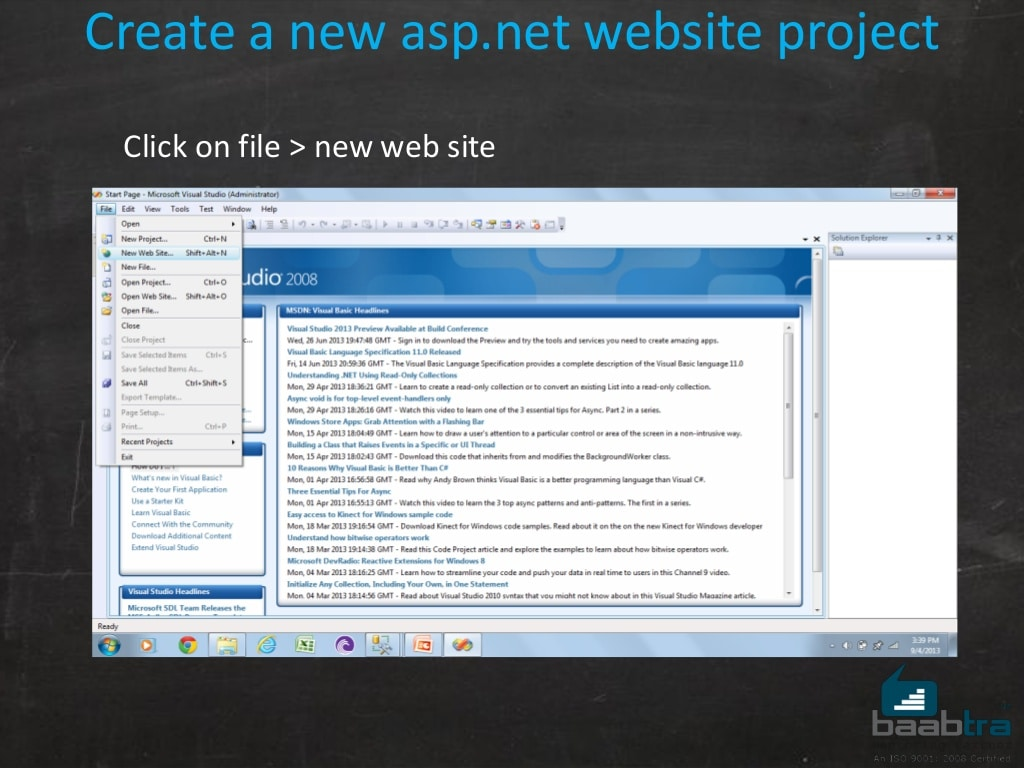 Create a new asp.net website project
Click on file > new web site
Start Page - Microsoft Visual Studio (Administrator)
File Edit View Tools Test Window Help
Open
New Project... Ctrl+N
New Web Site... Shift+Alt+N
New File...
Open Project... Ctrl+O
Open Web Site... Shift+Alt+O
Open File...
Close
Close Project
Save Selected Items Ctrl+S
Save Selected Items As...
Save All Ctrl+Shift+S
Export Template...
Page Setup...
Print... Ctrl+P
Recent Projects
Exit
What's new in Visual Basic?
Create Your First Application
Use a Starter Kit
Learn Visual Basic
Connect With the Community
Download Additional Content
Extend Visual Studio
Visual Studio Headlines
Microsoft SDL Team Releases the
udio 2008
MSDN: Visual Basic Headlines
Visual Studio 2013 Preview Available at Build Conference
Wed, 26 Jun 2013 19:47:48 GMT - Sign in to download the Preview and try the tools and services you need to create amazing apps.
Visual Basic Language Specification 11.0 Released
Fri, 14 Jun 2013 20:59:36 GMT - The Visual Basic Language Specification provides a complete description of the Visual Basic language 11.0
Understanding .NET Using Read-Only Collections
Mon, 29 Apr 2013 18:36:21 GMT - Learn to create a read-only collection or to convert an existing List into a read-only collection.
Async void is for top-level event-handlers only
Mon, 29 Apr 2013 18:26:16 GMT - Watch this video to learn one of the 3 essential tips for Async. Part 2 in a series.
Windows Store Apps: Grab Attention with a Flashing Bar
Mon, 15 Apr 2013 18:04:49 GMT - Learn how to draw a user's attention to a particular control or area of the screen in a non-intrusive way.
Building a Class that Raises Events in a Specific or UI Thread
Mon, 15 Apr 2013 18:02:43 GMT - Download this code that inherits from and modifies the BackgroundWorker class.
10 Reasons Why Visual Basic is Better Than C#
Mon, 01 Apr 2013 16:56:58 GMT - Read why Andy Brown thinks Visual Basic is a better programming language than Visual C#.
Three Essential Tips For Async
Mon, 01 Apr 2013 16:55:13 GMT - Watch this video to learn the 3 top async patterns and anti-patterns. The first in a series.
Easy access to Kinect for Windows sample code
Mon, 18 Mar 2013 19:16:54 GMT - Download Kinect for Windows code samples. Read about it on the on the new Kinect for Windows developer
Understand how bitwise operators work
Mon, 18 Mar 2013 19:14:38 GMT - Read this Code Project article and explore the examples to learn about how bitwise operators work.
Microsoft DevRadio: Reactive Extensions for Windows 8
Mon, 04 Mar 2013 18:16:25 GMT - Learn how to streamline your code and push your data in real time to users in this Channel 9 video.
Initialize Any Collection, Including Your Own, in One Statement
Mon, 04 Mar 2013 18:14:56 GMT - Read about Visual Studio 2010 syntax that you might not know about in this Visual Studio Magazine article.
Solution Explorer
Ready
3:39 PM
9/4/2013
baabtra
An ISO 9001: 2008 Certified